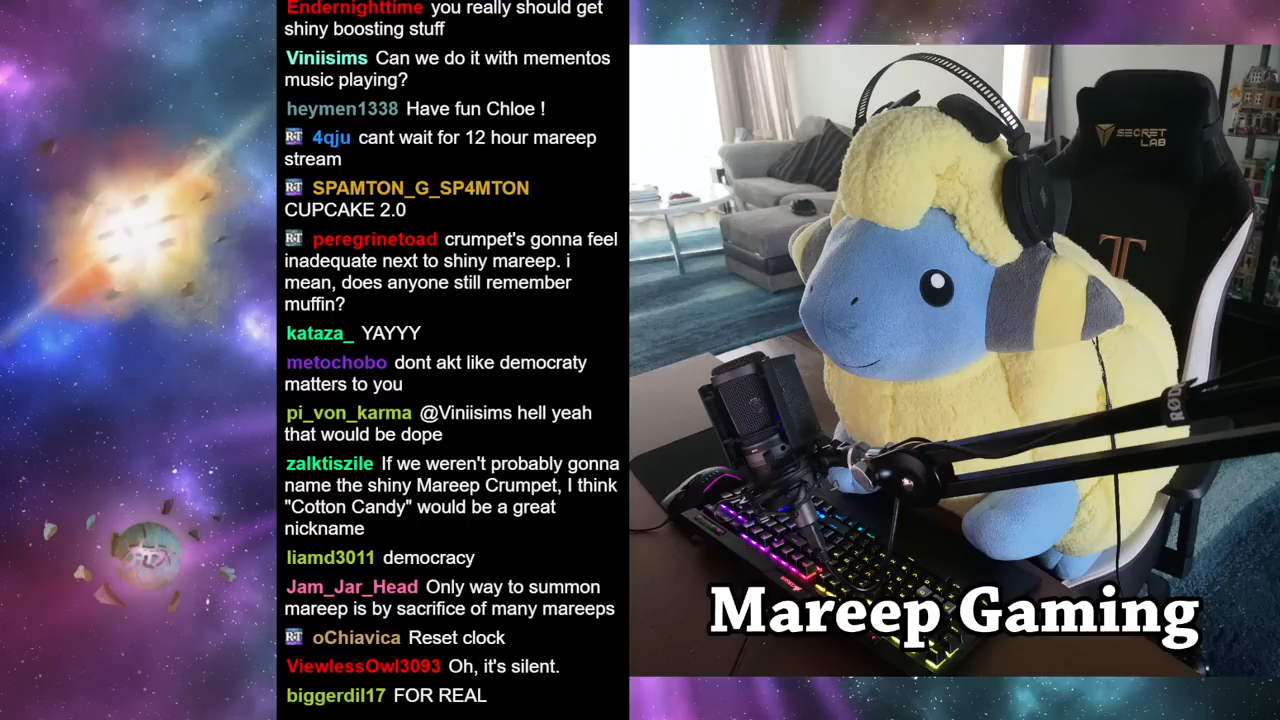 Endernighttime you really should get
shiny boosting stuff
Viniisims Can we do it with mementos
music playing?
heymen1338 Have fun Chloe !
4qju cant wait for 12 hour mareep
stream
SPAMTON_G_SP4MTON
CUPCAKE 2.0
peregrinetoad crumpet's gonna feel
inadequate next to shiny mareep. i
mean, does anyone still remember
muffin?
kataza_ YAYYY
metochobo dont akt like democraty
matters to you
pi_von_karma @Viniisims hell yeah
that would be dope
zalktiszile If we weren't probably gonna
name the shiny Mareep Crumpet, I think
"Cotton Candy" would be a great
nickname
liamd3011 democracy
Jam_Jar_Head Only way to summon
mareep is by sacrifice of many mareeps
oChiavica Reset clock
ViewlessOwl3093 Oh, it's silent.
biggerdil17 FOR REAL
SECRET
LAB
RØDE
Mareep Gaming